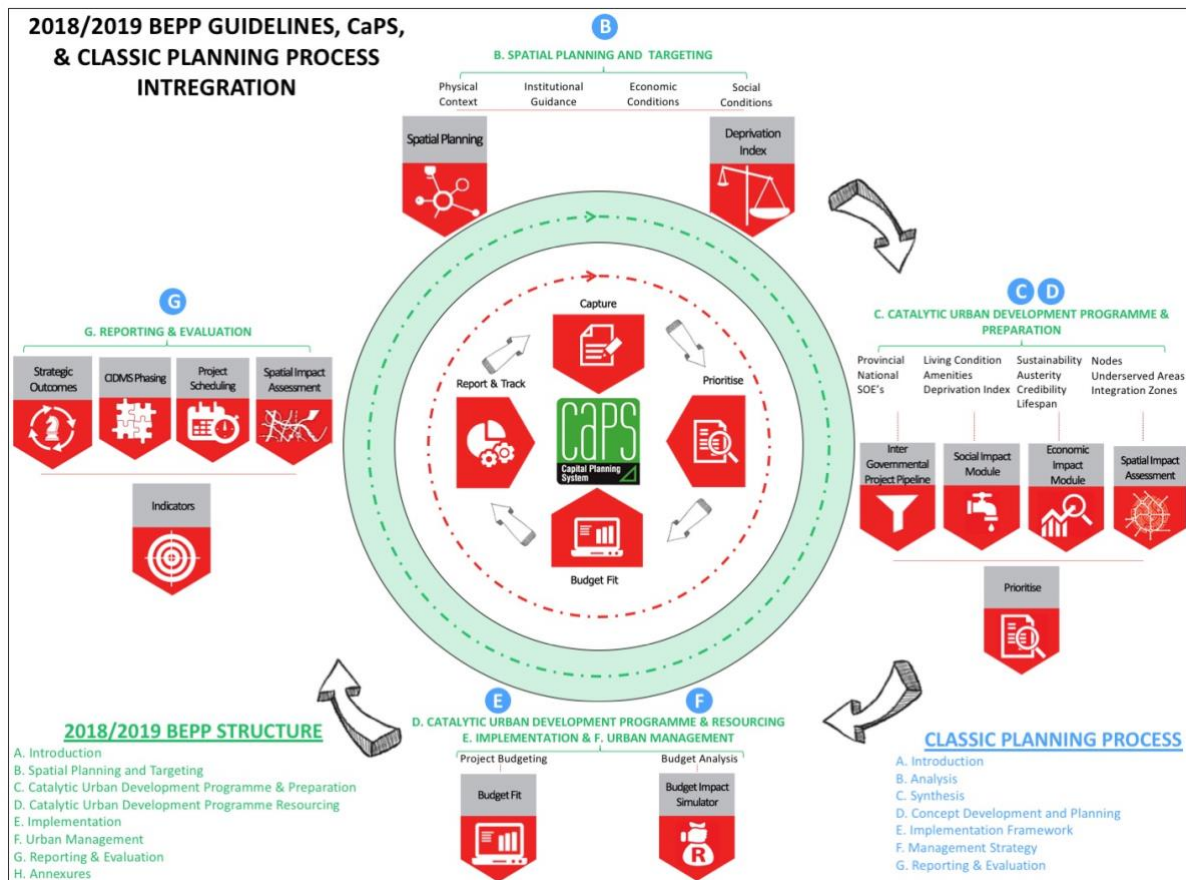 2018/2019 BEPP GUIDELINES, CaPS,
& CLASSIC PLANNING PROCESS
INTREGRATION
B
B. SPATIAL PLANNING AND TARGETING
Physical
Context
Institutional
Guidance
Economic
Conditions
Social
Conditions
Spatial Planning
Deprivation
Index
G
G. REPORTING & EVALUATION
Strategic
Outcomes
CIDMS Phasing
Project
Scheduling
Spatial Impact
Assessment
Indicators
Capture
Report & Track
Prioritise
CaPS
Capital Planning
System
Budget Fit
C D
C. CATALYTIC URBAN DEVELOPMENT PROGRAMME &
PREPARATION
Provincial
National
SOE's
Living Condition
Amenities
Deprivation Index
Sustainability
Austerity
Credibility
Lifespan
Nodes
Underserved Areas
Integration Zones
Inter
Governmental
Project Pipeline
Social Impact
Module
Economic
Impact
Module
Spatial Impact
Assessment
Prioritise
E
F
D. CATALYTIC URBAN DEVELOPMENT PROGRAMME & RESOURCING
E. IMPLEMENTATION & F. URBAN MANAGEMENT
Project Budgeting
Budget Analysis
Budget Fit
Budget Impact
Simulator
R
2018/2019 BEPP STRUCTURE
A. Introduction
B. Spatial Planning and Targeting
C. Catalytic Urban Development Programme & Preparation
D. Catalytic Urban Development Programme Resourcing
E. Implementation
F. Urban Management
G. Reporting & Evaluation
H. Annexures
CLASSIC PLANNING PROCESS
A. Introduction
B. Analysis
C. Synthesis
D. Concept Development and Planning
E. Implementation Framework
F. Management Strategy
G. Reporting & Evaluation